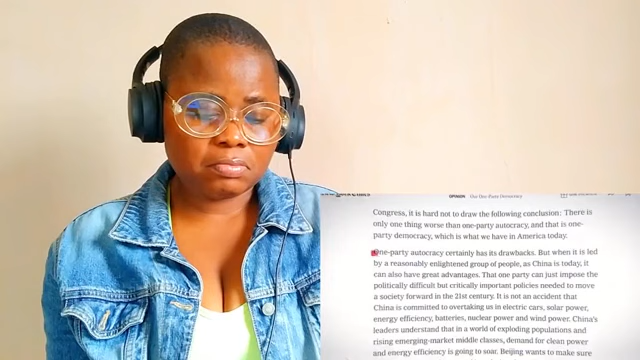 OPINION Our One-Party Democracy
Congress, it is hard not to draw the following conclusion: There is
only one thing worse than one-party autocracy, and that is one-
party democracy, which is what we have in America today.
One-party autocracy certainly has its drawbacks. But when it is led
by a reasonably enlightened group of people, as China is today, it
can also have great advantages. That one party can just impose the
politically difficult but critically important policies needed to move
a society forward in the 21st century. It is not an accident that
China is committed to overtaking us in electric cars, solar power,
energy efficiency, batteries, nuclear power and wind power. China's
leaders understand that in a world of exploding populations and
rising emerging-market middle classes, demand for clean power
and energy efficiency is going to soar. Beijing wants to make sure